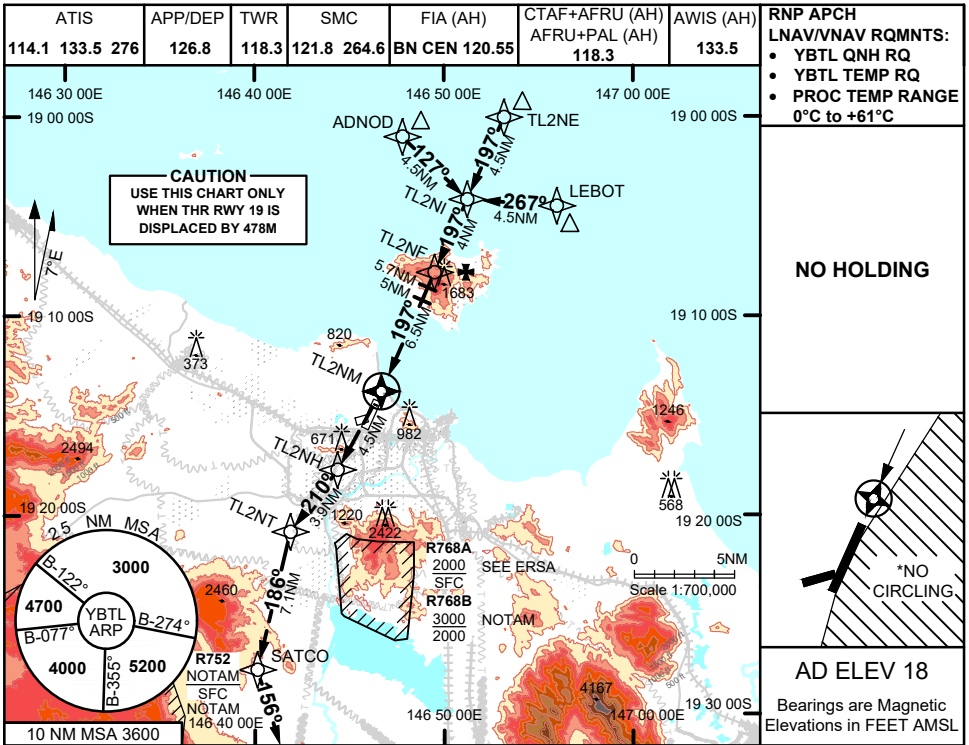 ATIS
114.1 133.5 276
APP/DEP
126.8
TWR
118.3
SMC
121.8 264.6
FIA (AH)
BN CEN 120.55
CTAF+AFRU (AH)
AFRU+PAL (AH)
118.3
AWIS (AH)
133.5
RNP APCH
LNAV/VNAV RQMNTS:
• YBTL QNH RQ
• YBTL TEMP RQ
• PROC TEMP RANGE
0°C to +61°C
NO HOLDING
*NO
CIRCLING
AD ELEV 18
Bearings are Magnetic
Elevations in FEET AMSL
146 30 00E
146 40 00E
146 50 00E
147 00 00E
19 00 00S
19 00 00S
ADNOD
TL2NE
127°
4.5NM
197°
4.5NM
CAUTION
USE THIS CHART ONLY
WHEN THR RWY 19 IS
DISPLACED BY 478M
TL2NI
267°
4.5NM
LEBOT
197°
4NM
7°E
TL2NF
5.7NM
5NM
1683
197°
6.5NM
19 10 00S
19 10 00S
820
373
TL2NM
1246
982
671
4.5NM
500 ft
2494
TL2NH
210°
3.9NM
568
19 20 00S
19 20 00S
1220
2422
TL2NT
R768A
2000
SFC
SEE ERSA
R768B
3000
2000
NOTAM
0
5NM
Scale 1:700,000
2.5 NM MSA
3000
B-122°
4700
YBTL
ARP
B-274°
B-077°
4000
B-355°
5200
2460
186°
7.1NM
SATCO
R752
NOTAM
SFC
NOTAM
156°
4167
500 ft
10 NM MSA 3600
146 40 00E
146 50 00E
147 00 00E
19 30 00S